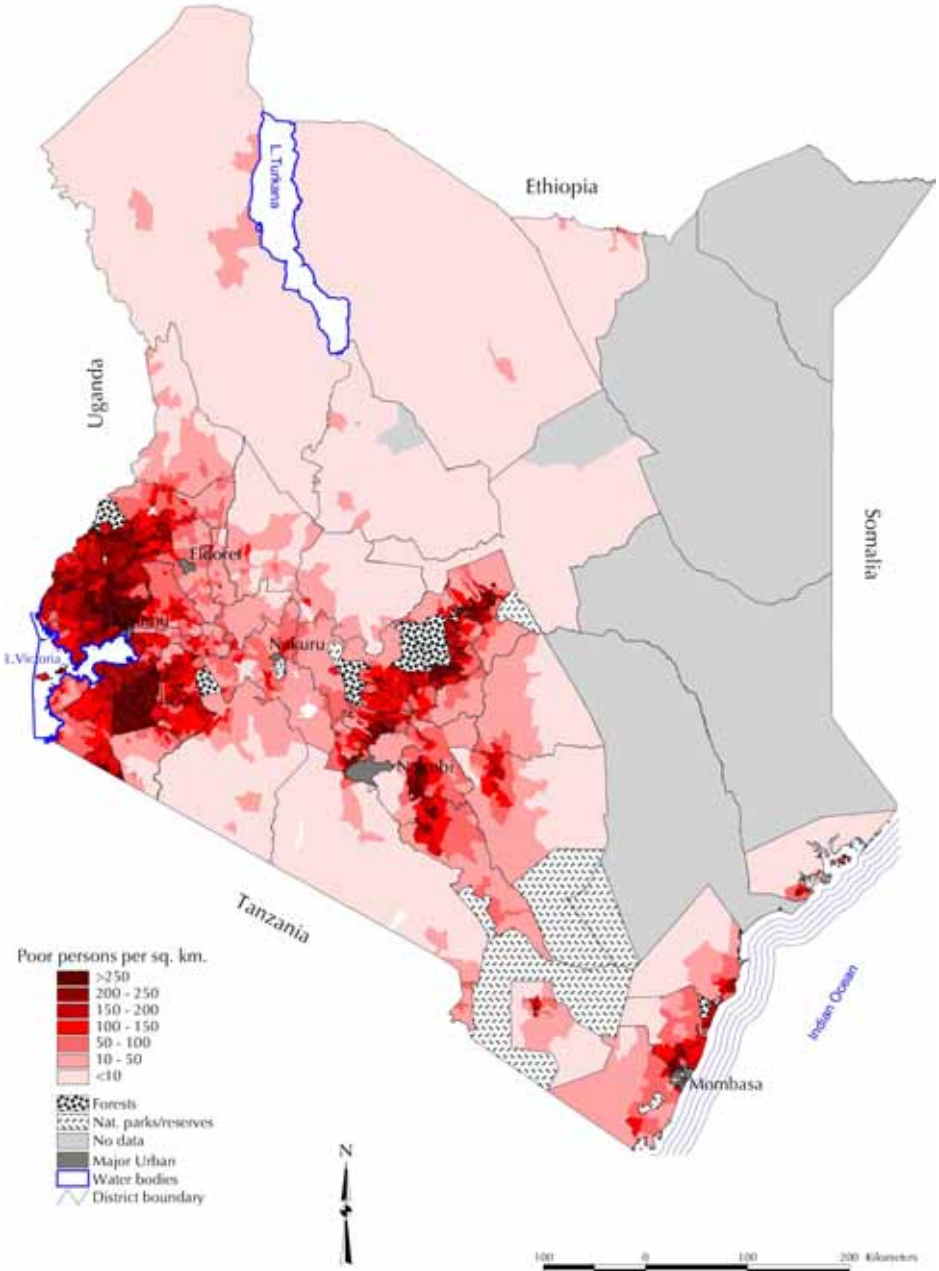 L.Turkana
Ethiopia
Uganda
Somalia
Eldoret
L.Victoria
Nakuru
Nairobi
Tanzania
Indian Ocean
Mombasa
Poor persons per sq. km.
>250
200 - 250
150 - 200
100 - 150
50 - 100
10 - 50
<10
Forests
Nat. parks/reserves
No data
Major Urban
Water bodies
District boundary
N
100 0 100 200 Kilometers